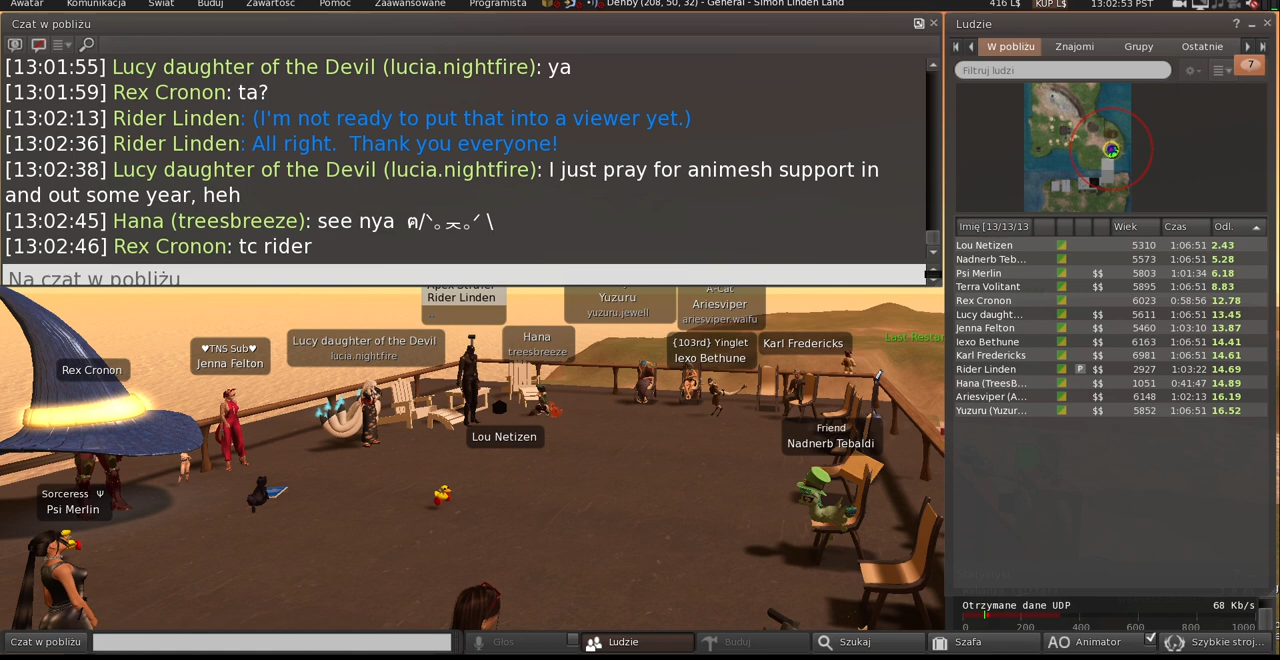 Awatar Komunikacja Świat Buduj Zawartość Pomoc Zaawansowane Programista Denby (208, 50, 32) - General - Simon Linden Land 416 L$ KUP L$ 13:02:53 PST
Czat w pobliżu
[13:01:55] Lucy daughter of the Devil (lucia.nightfire): ya
[13:01:59] Rex Cronon: ta?
[13:02:13] Rider Linden: (I'm not ready to put that into a viewer yet.)
[13:02:36] Rider Linden: All right.  Thank you everyone!
[13:02:38] Lucy daughter of the Devil (lucia.nightfire): I just pray for animesh support in
and out some year, heh
[13:02:45] Hana (treesbreeze): see nya
[13:02:46] Rex Cronon: tc rider
Na czat w pobliżu
Rider Linden
Yuzuru
yuzuru.jewell
A-Cat
Ariesviper
ariesviper.waifu
Last Resta
Lucy daughter of the Devil
lucia.nightfire
Hana
treesbreeze
{103rd} Yinglet
Iexo Bethune
Karl Fredericks
♥TNS Sub♥
Jenna Felton
Rex Cronon
Lou Netizen
Friend
Nadnerb Tebaldi
Sorceress Ψ
Psi Merlin
Ludzie
W pobliżu Znajomi Grupy Ostatnie
Filtruj ludzi 7
Imię [13/13/13 Wiek Czas Odl.
Lou Netizen 5310 1:06:51 2.43
Nadnerb Teb... 5573 1:06:51 5.28
Psi Merlin $$ 5803 1:01:34 6.18
Terra Volitant $$ 5895 1:06:51 8.83
Rex Cronon 6023 0:58:56 12.78
Lucy daught... $$ 5611 1:06:51 13.45
Jenna Felton $$ 5460 1:03:10 13.87
Iexo Bethune $$ 6163 1:06:51 14.41
Karl Fredericks $$ 6981 1:06:51 14.61
Rider Linden P $$ 2927 1:03:22 14.69
Hana (TreesB... $$ 1051 0:41:47 14.89
Ariesviper (A... $$ 6148 1:02:13 16.19
Yuzuru (Yuzur... $$ 5852 1:06:51 16.52
Otrzymane dane UDP 68 Kb/s
0 200 400 600 800 1000
Czat w pobliżu Głos Ludzie Buduj Szukaj Szafa AO Animator Szybkie stroj...